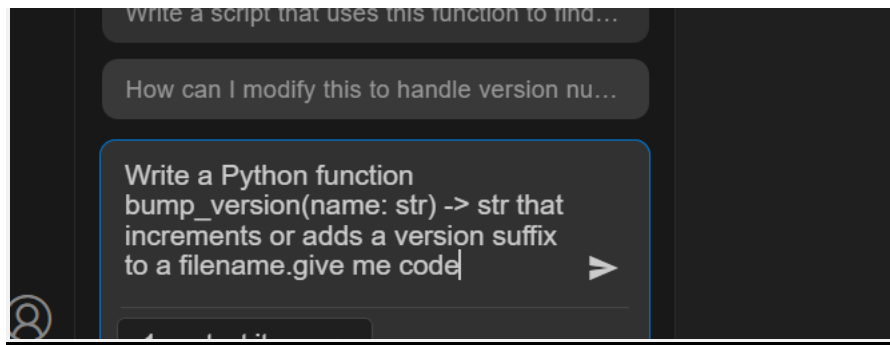 Write a script that uses this function to find...
How can I modify this to handle version nu...
Write a Python function
bump_version(name: str) -> str that
increments or adds a version suffix
to a filename.give me code